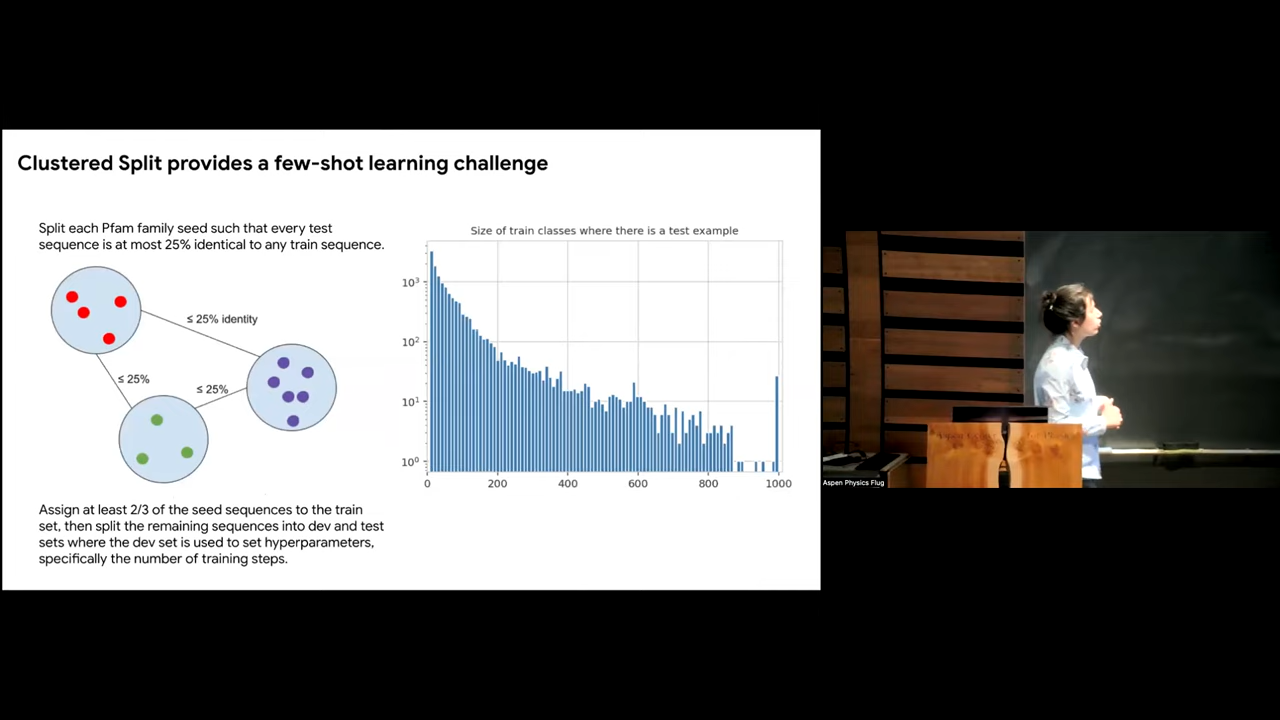 Clustered Split provides a few-shot learning challenge
Split each Pfam family seed such that every test
sequence is at most 25% identical to any train sequence.
≤ 25% identity
≤ 25%
≤ 25%
Assign at least 2/3 of the seed sequences to the train
set, then split the remaining sequences into dev and test
sets where the dev set is used to set hyperparameters,
specifically the number of training steps.
Size of train classes where there is a test example
10³
10²
10¹
10⁰
0 200 400 600 800 1000
Aspen Physics Flug